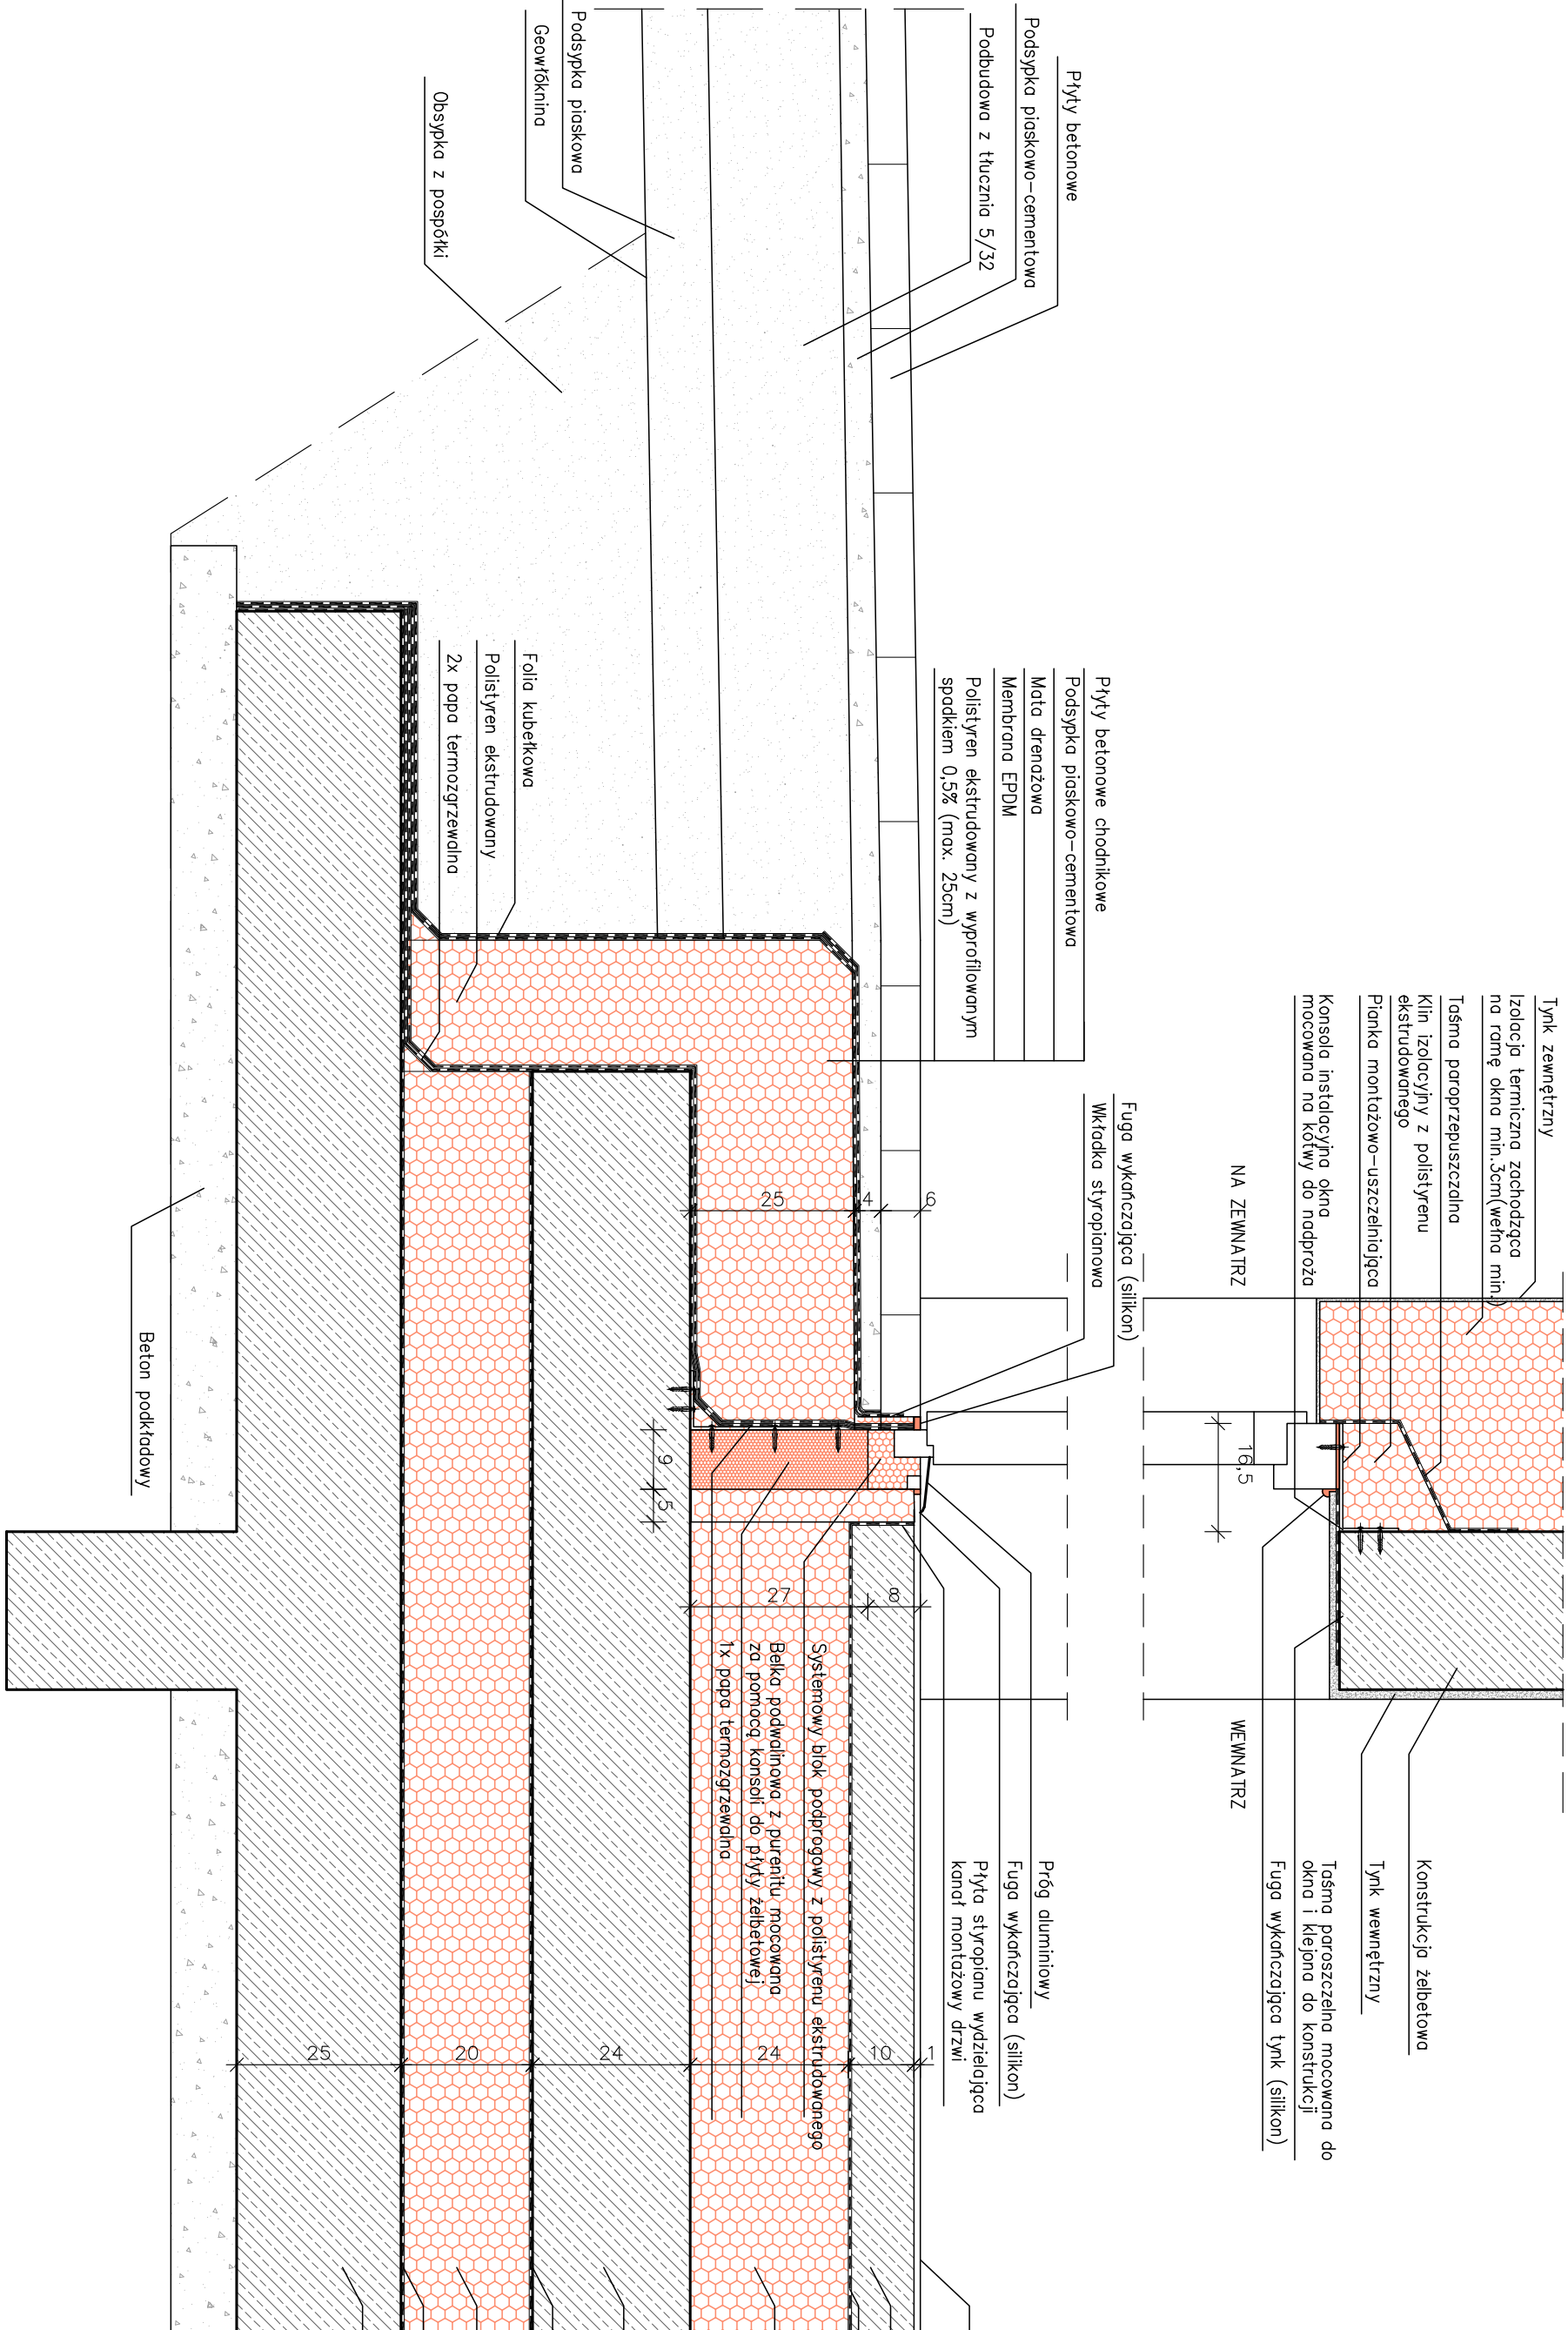 Tynk zewnętrzny
Izolacja termiczna zachodząca
na ramę okna min.3cm(wełna min.)
Taśma paroprzepuszczalna
Klin izolacyjny z polistyrenu
ekstrudowanego
Pianka montażowo-uszczelniająca
Konsola instalacyjna okna
mocowana na kotwy do nadproża
Konstrukcja żelbetowa
Tynk wewnętrzny
Taśma paroszczelna mocowana do
okna i klejona do konstrukcji
Fuga wykańczająca tynk (silikon)
NA ZEWNATRZ
WEWNATRZ
16,5
Płyty betonowe
Podsypka piaskowo-cementowa
Podbudowa z tłucznia 5/32
Podsypka piaskowa
Geowłóknina
Obsypka z pospółki
Płyty betonowe chodnikowe
Podsypka piaskowo-cementowa
Mata drenażowa
Membrana EPDM
Polistyren ekstrudowany z wyprofilowanym
spadkiem 0,5% (max. 25cm)
Fuga wykańczająca (silikon)
Wkładka styropianowa
Próg aluminiowy
Fuga wykańczająca (silikon)
Płyta styropianu wydzielająca
kanał montażowy drzwi
Systemowy blok podprogowy z polistyrenu ekstrudowanego
Belka podwalinowa z purenitu mocowana
za pomocą konsoli do płyty żelbetowej
1x papa termozgrzewalna
6
4
25
8
27
9
5
1
10
24
24
20
25
Folia kubełkowa
Polistyren ekstrudowany
2x papa termozgrzewalna
Beton podkładowy